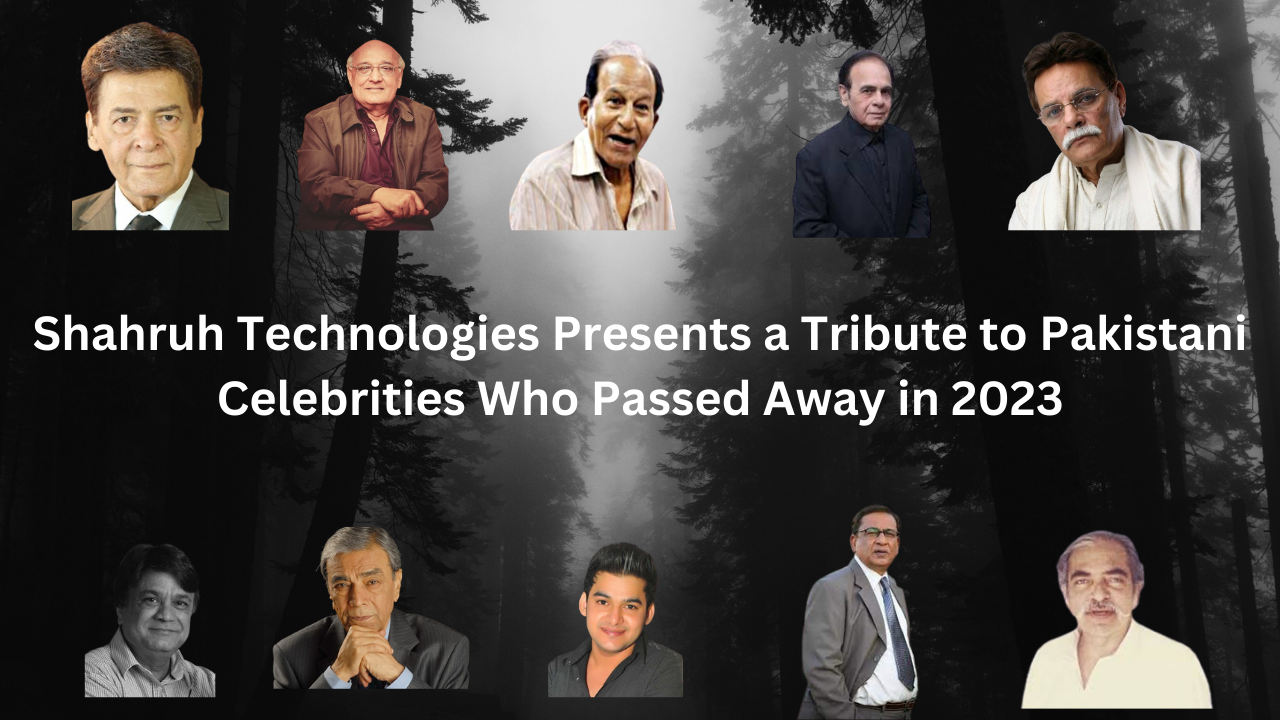 Shahruh Technologies Presents a Tribute to Pakistani
Celebrities Who Passed Away in 2023